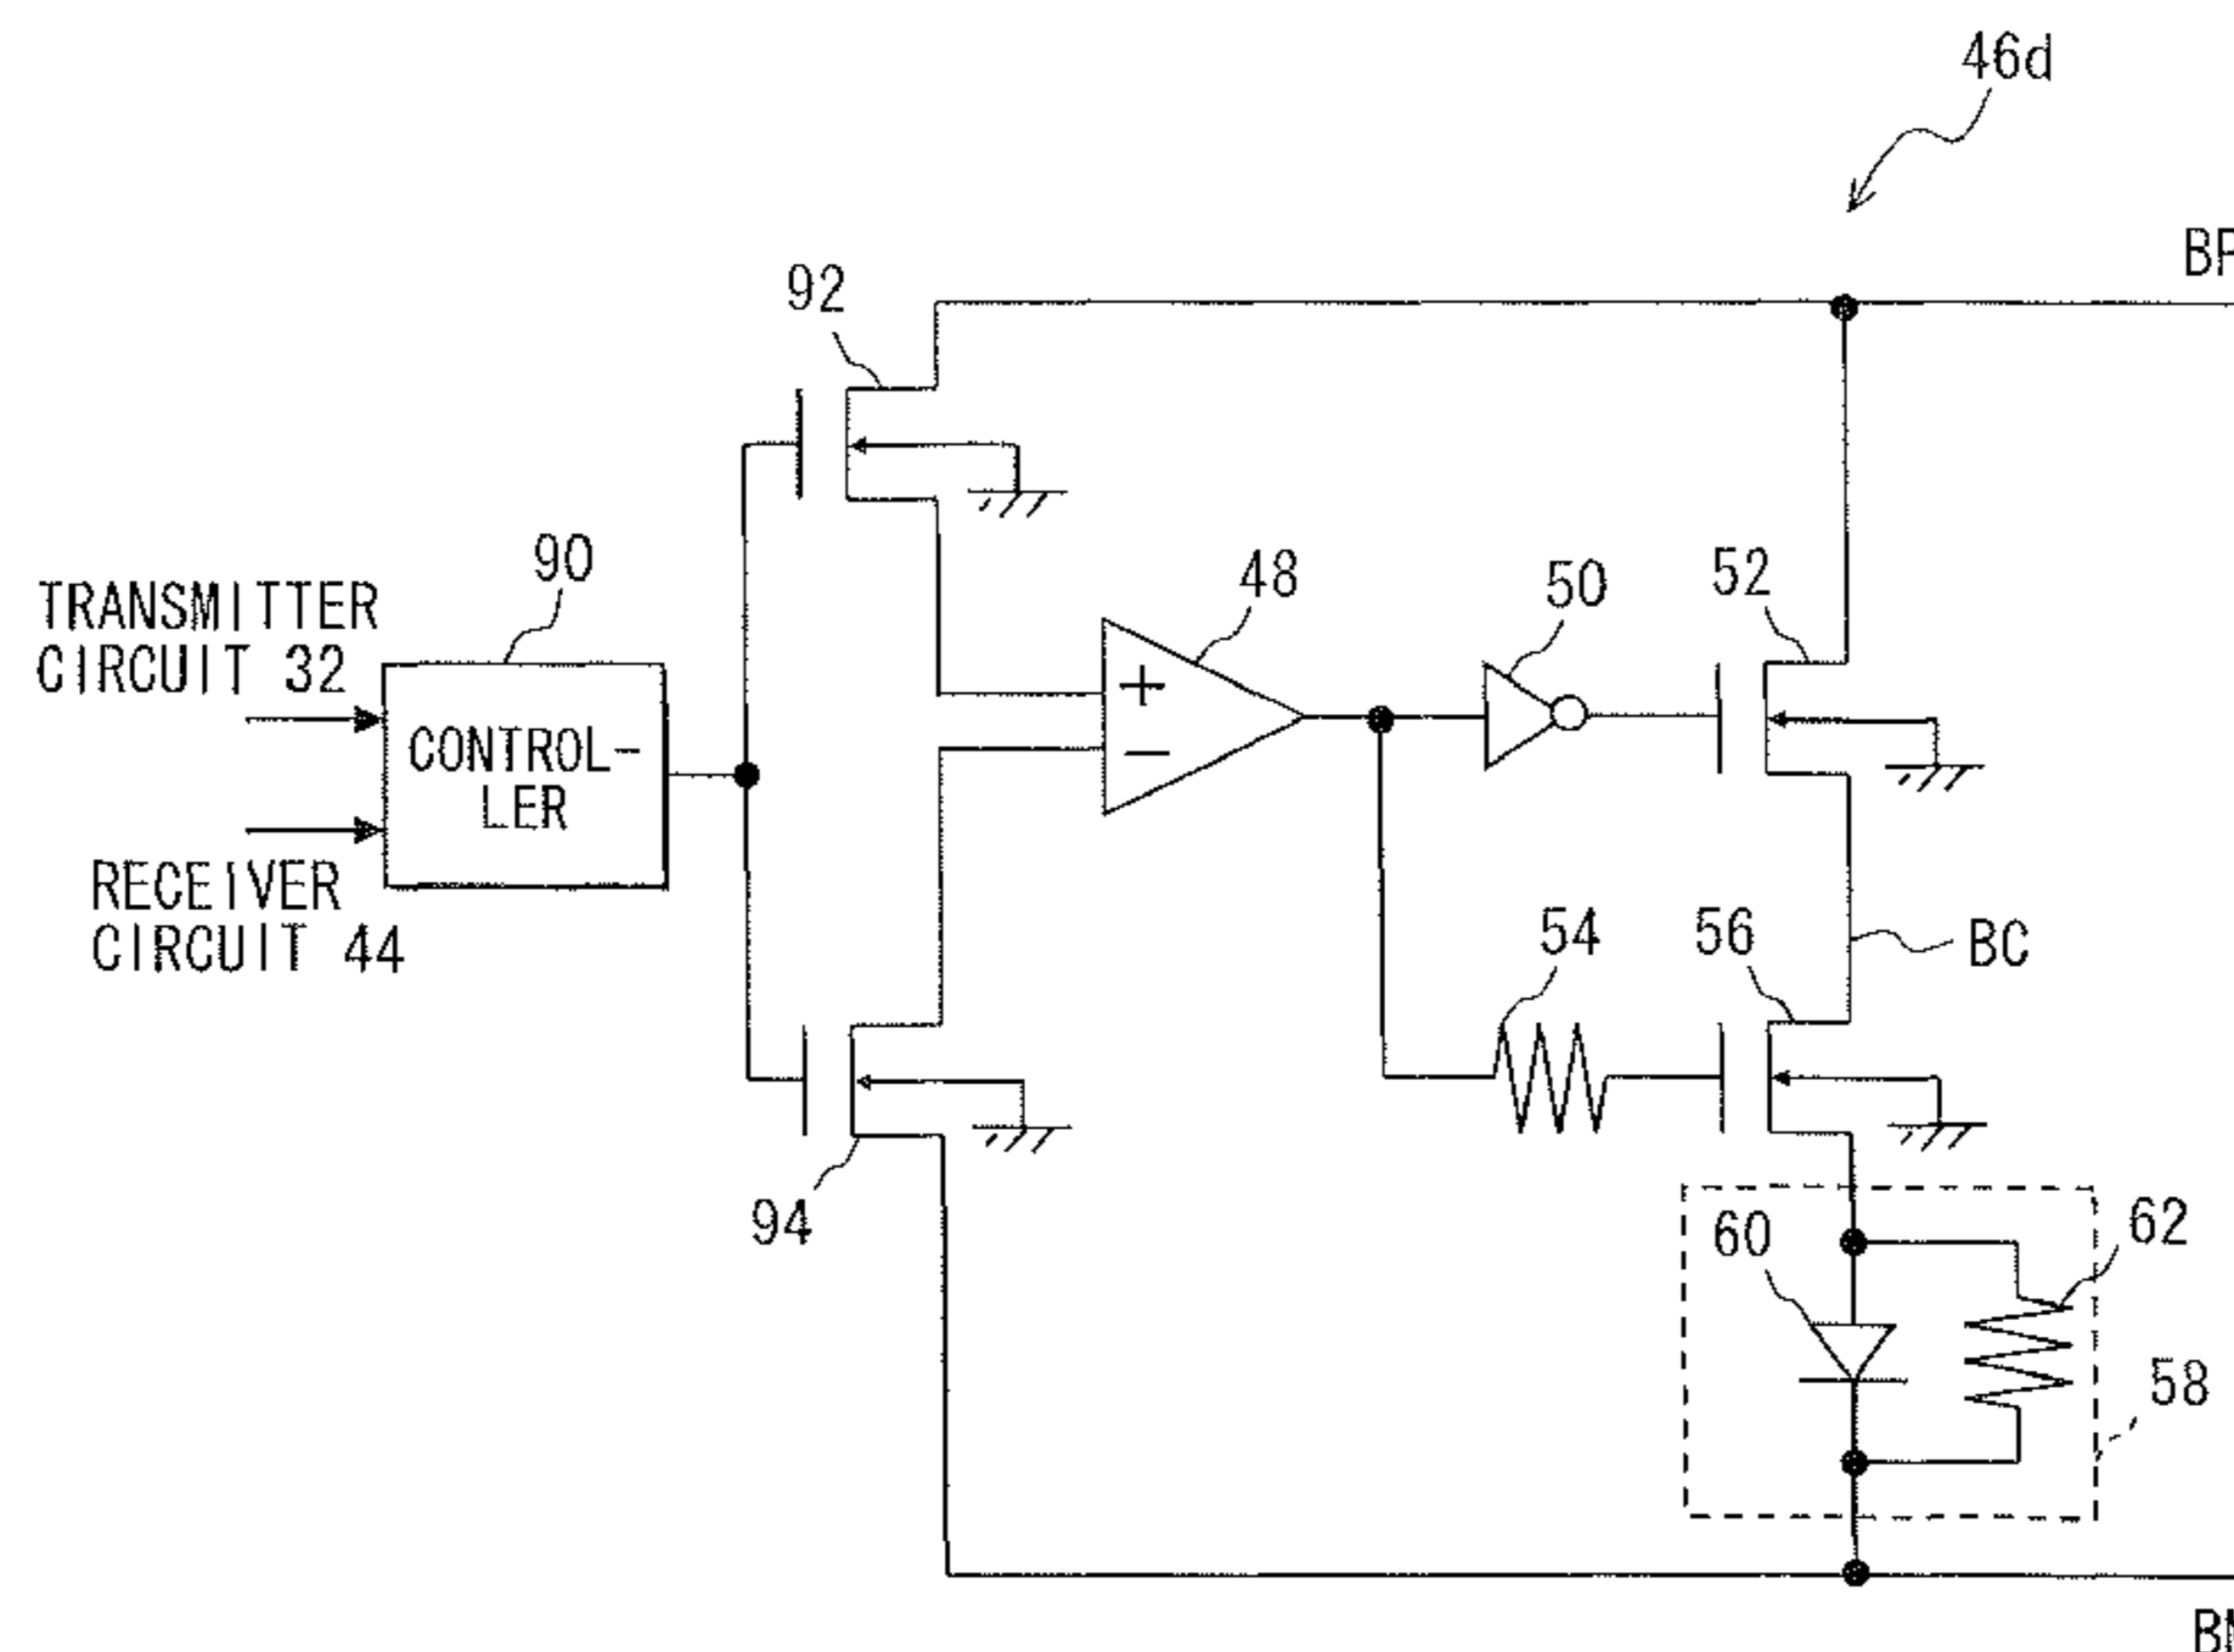 46d
BP
92
90
TRANSMITTER
CIRCUIT 32
48
50
52
+
−
CONTROL-
LER
RECEIVER
CIRCUIT 44
54
56
BC
94
60
62
58